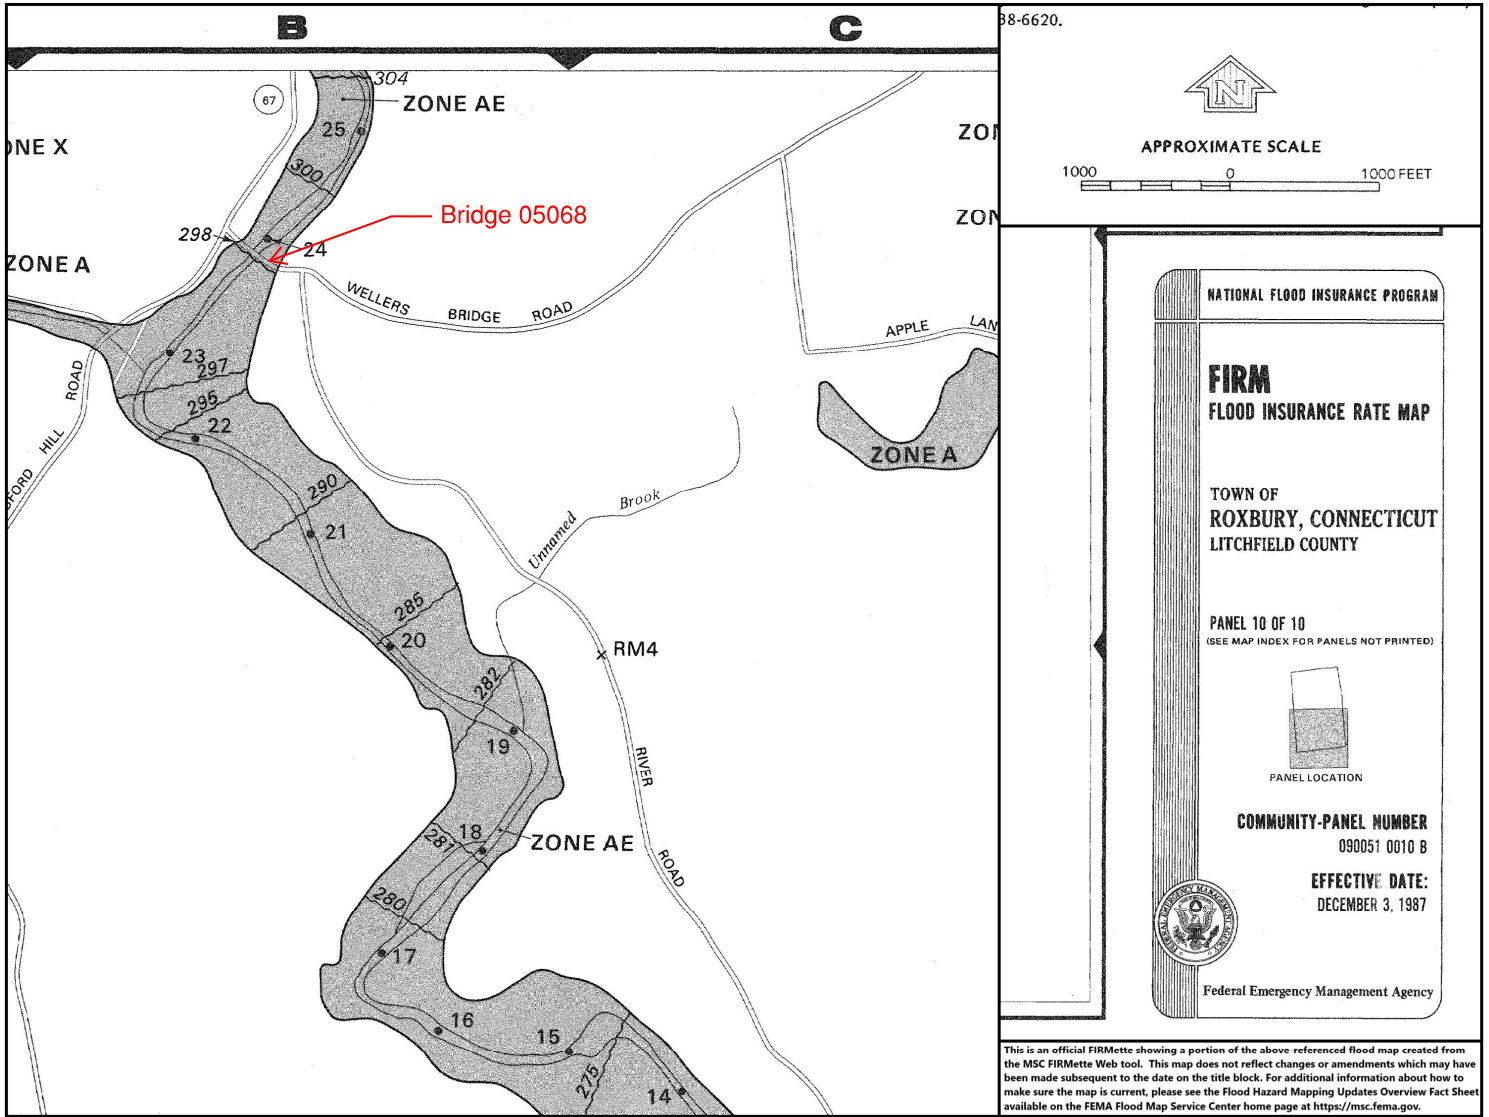 B
C
304
67
ZONE AE
25
ONE X
300
Bridge 05068
298
24
ZONE A
WELLERS BRIDGE ROAD
APPLE LAN
23
297
ROAD
295
22
HILL
ZONE A
290
Brook
21
Unnamed
285
20
RM4
282
19
RIVER
18
281
ZONE AE
ROAD
280
17
16
15
275
14
38-6620.
N
APPROXIMATE SCALE
1000 0 1000 FEET
NATIONAL FLOOD INSURANCE PROGRAM
FIRM
FLOOD INSURANCE RATE MAP
TOWN OF
ROXBURY, CONNECTICUT
LITCHFIELD COUNTY
PANEL 10 OF 10
(SEE MAP INDEX FOR PANELS NOT PRINTED)
PANEL LOCATION
COMMUNITY-PANEL NUMBER
090051 0010 B
EFFECTIVE DATE:
DECEMBER 3, 1987
FEDERAL EMERGENCY MANAGEMENT AGENCY
Federal Emergency Management Agency
This is an official FIRMette showing a portion of the above-referenced flood map created from
the MSC FIRMette Web tool. This map does not reflect changes or amendments which may have
been made subsequent to the date on the title block. For additional information about how to
make sure the map is current, please see the Flood Hazard Mapping Updates Overview Fact Sheet
available on the FEMA Flood Map Service Center home page at https://msc.fema.gov.